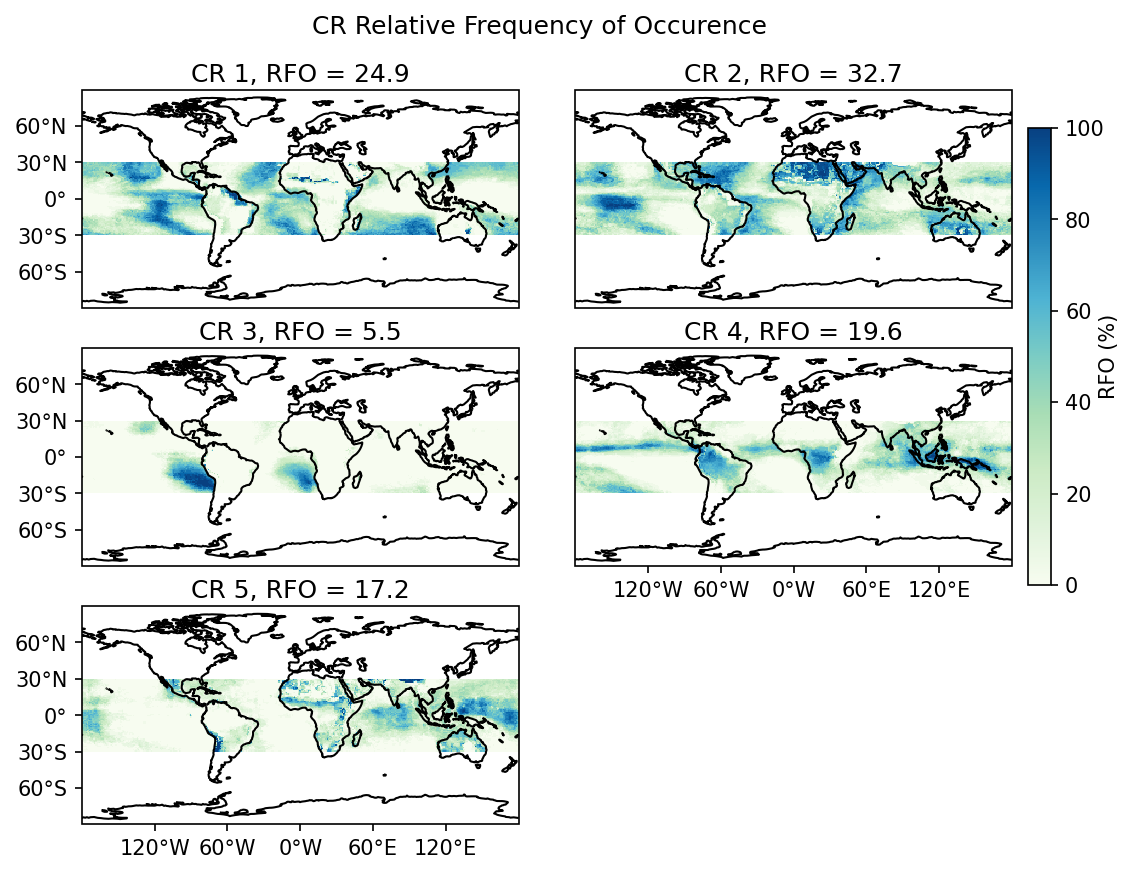 CR Relative Frequency of Occurence
CR 1, RFO = 24.9
60°N
30°N
0°
30°S
60°S
CR 2, RFO = 32.7
CR 3, RFO = 5.5
60°N
30°N
0°
30°S
60°S
CR 4, RFO = 19.6
120°W 60°W 0°W 60°E 120°E
100
80
60
40
20
0
RFO (%)
CR 5, RFO = 17.2
60°N
30°N
0°
30°S
60°S
120°W 60°W 0°W 60°E 120°E